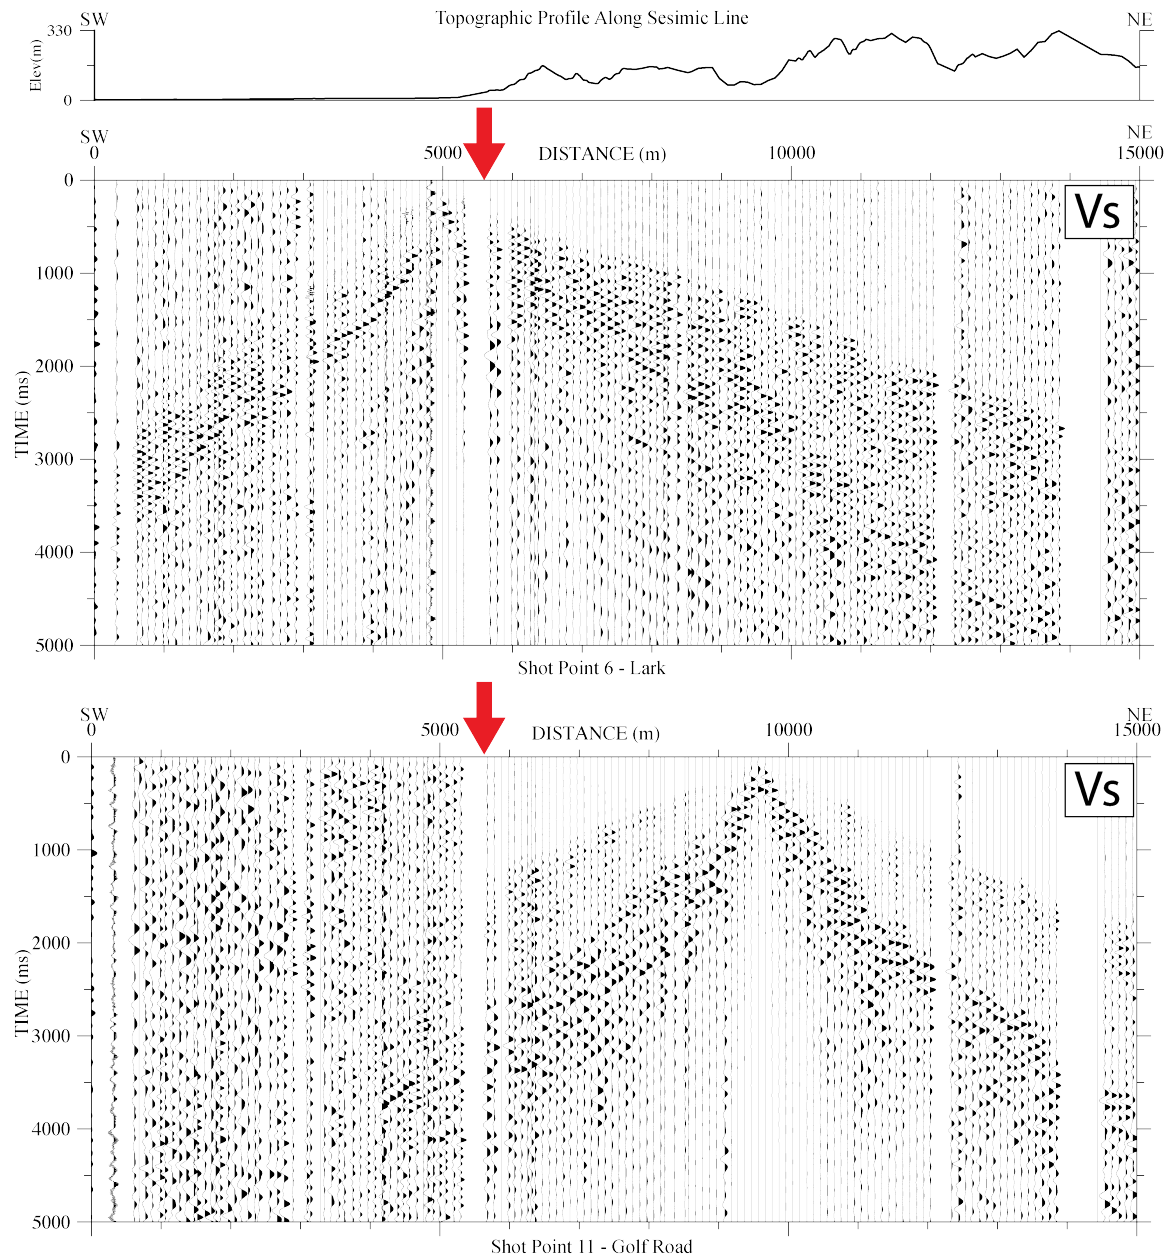 Topographic Profile Along Sesimic Line
SW NE
330
Elev(m)
0
SW NE
0 5000 DISTANCE (m) 10000 15000
0
Vs
1000
2000
TIME (ms)
3000
4000
5000
Shot Point 6 - Lark
SW NE
0 5000 DISTANCE (m) 10000 15000
0
Vs
1000
2000
TIME (ms)
3000
4000
5000
Shot Point 11 - Golf Road